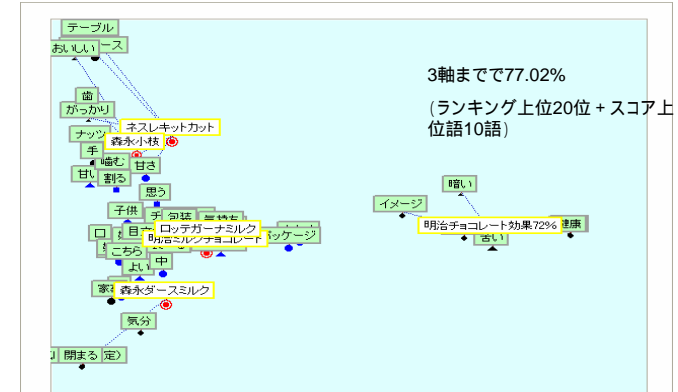 テーブル
おいしい
ース
3軸までで77.02%
(ランキング上位20位 + スコア上
位語10語)
歯
がっかり
ネスレキットカット
ナッツ
森永小枝
手
噛む
甘さ
甘い
割る
思う
暗い
イメージ
子供
包装
気持ち
ロッテガーナミルク
明治チョコレート効果72%
健康
口
明治ミルクチョコレート
パッケージ
苦い
こちら
中
よい
森永ダースミルク
気分
閉まる
定〉